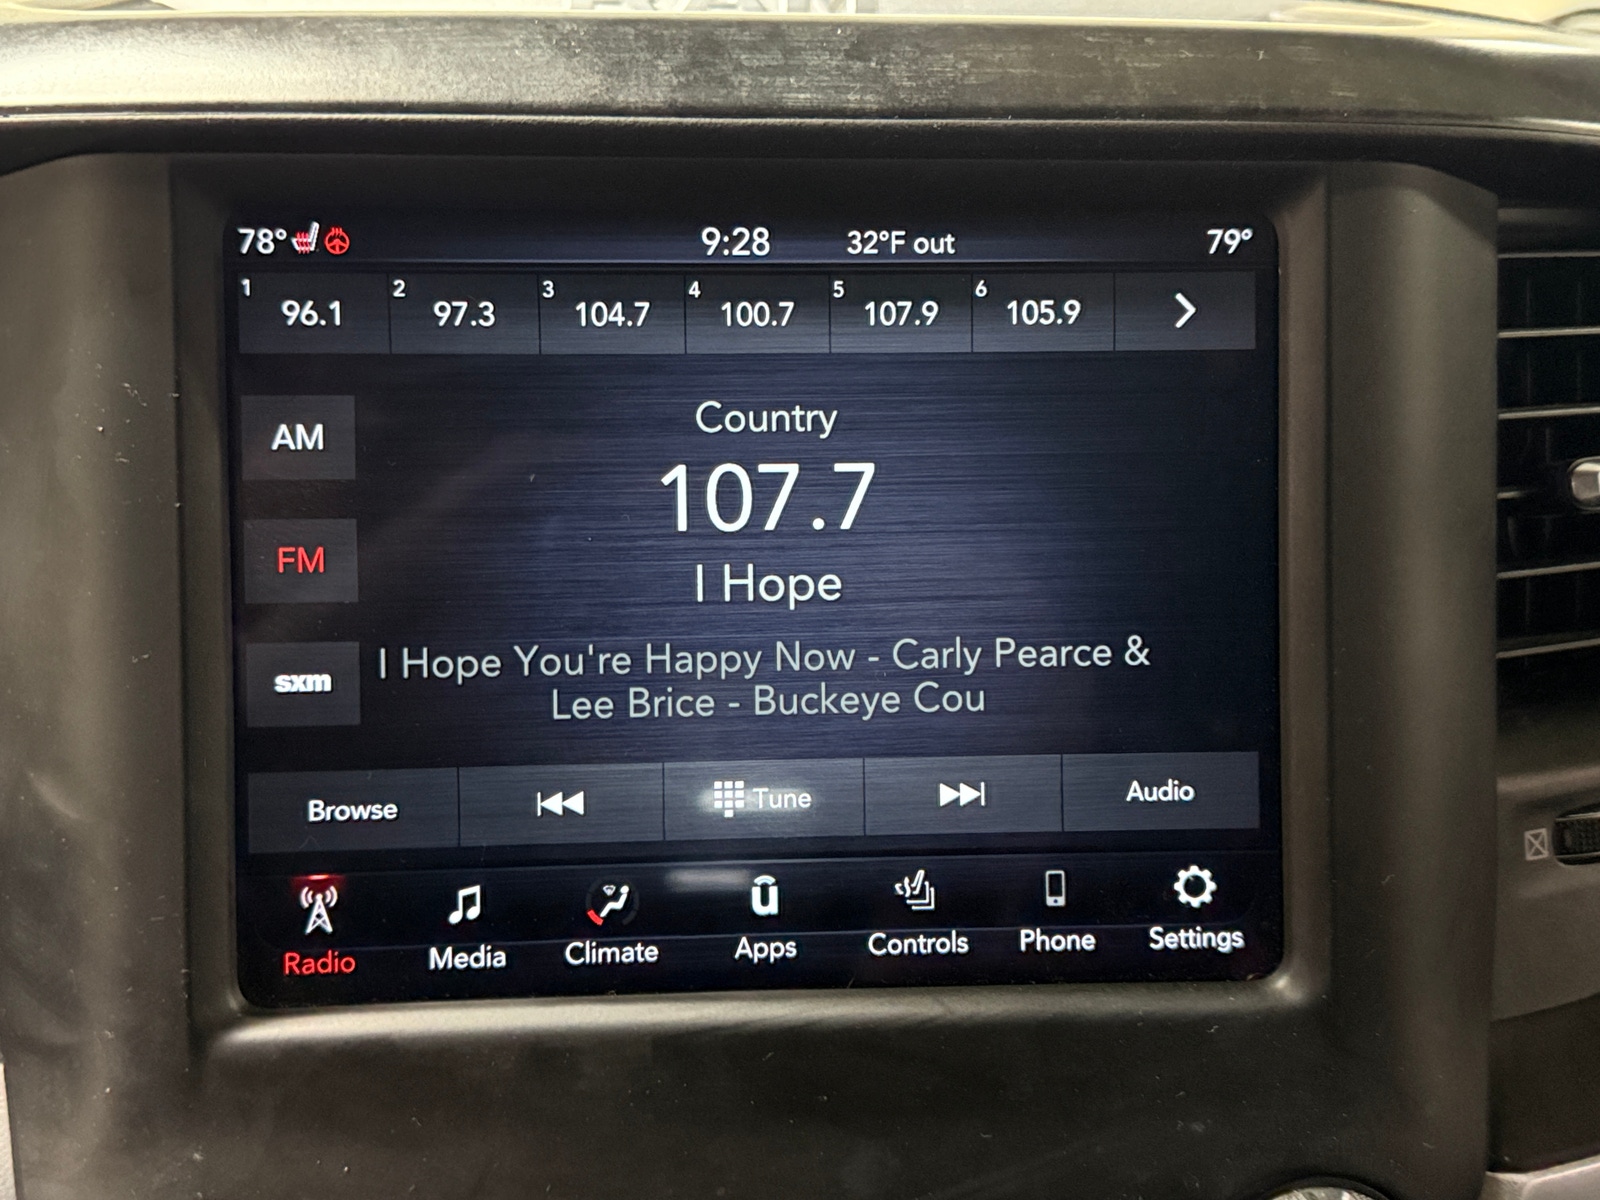 78° 9:28 32°F out 79°
1 96.1 2 97.3 3 104.7 4 100.7 5 107.9 6 105.9
Country
AM
107.7
FM
I Hope
I Hope You're Happy Now - Carly Pearce &
sxm
Lee Brice - Buckeye Cou
Browse Tune Audio
Radio Media Climate Apps Controls Phone Settings